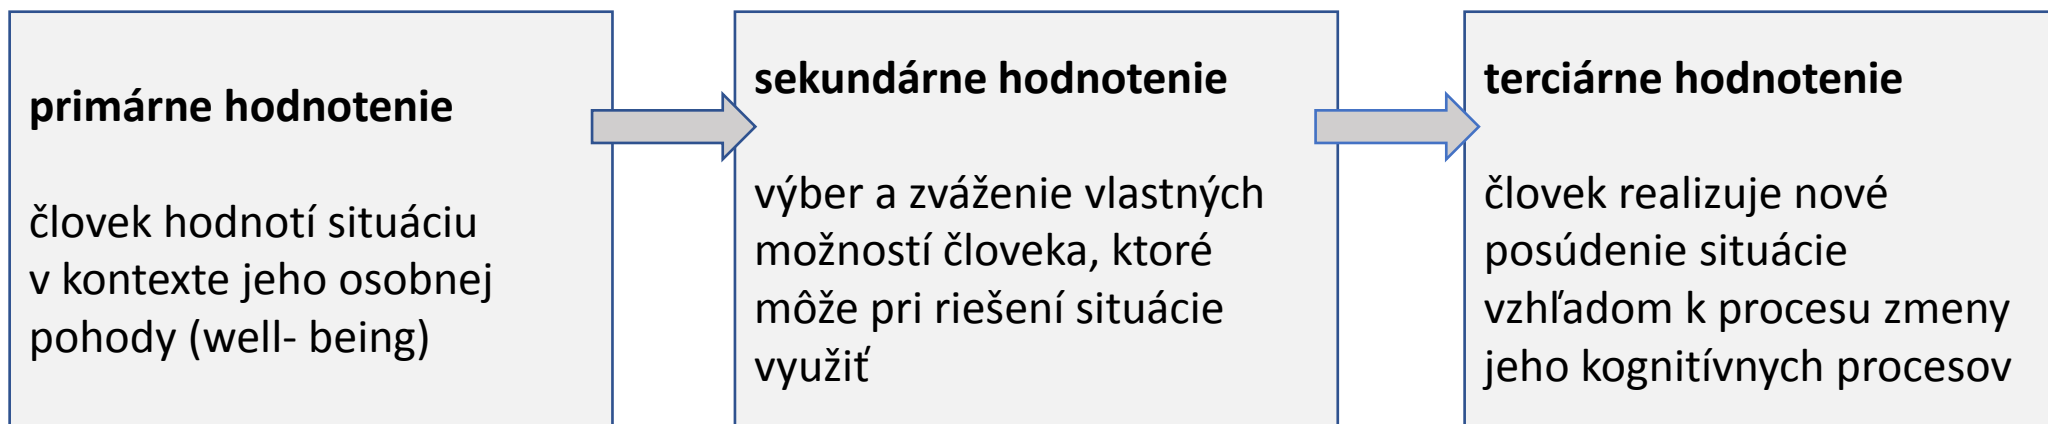 primárne hodnotenie
človek hodnotí situáciu
v kontexte jeho osobnej
pohody (well- being)
sekundárne hodnotenie
výber a zváženie vlastných
možností človeka, ktoré
môže pri riešení situácie
využiť
terciárne hodnotenie
človek realizuje nové
posúdenie situácie
vzhľadom k procesu zmeny
jeho kognitívnych procesov